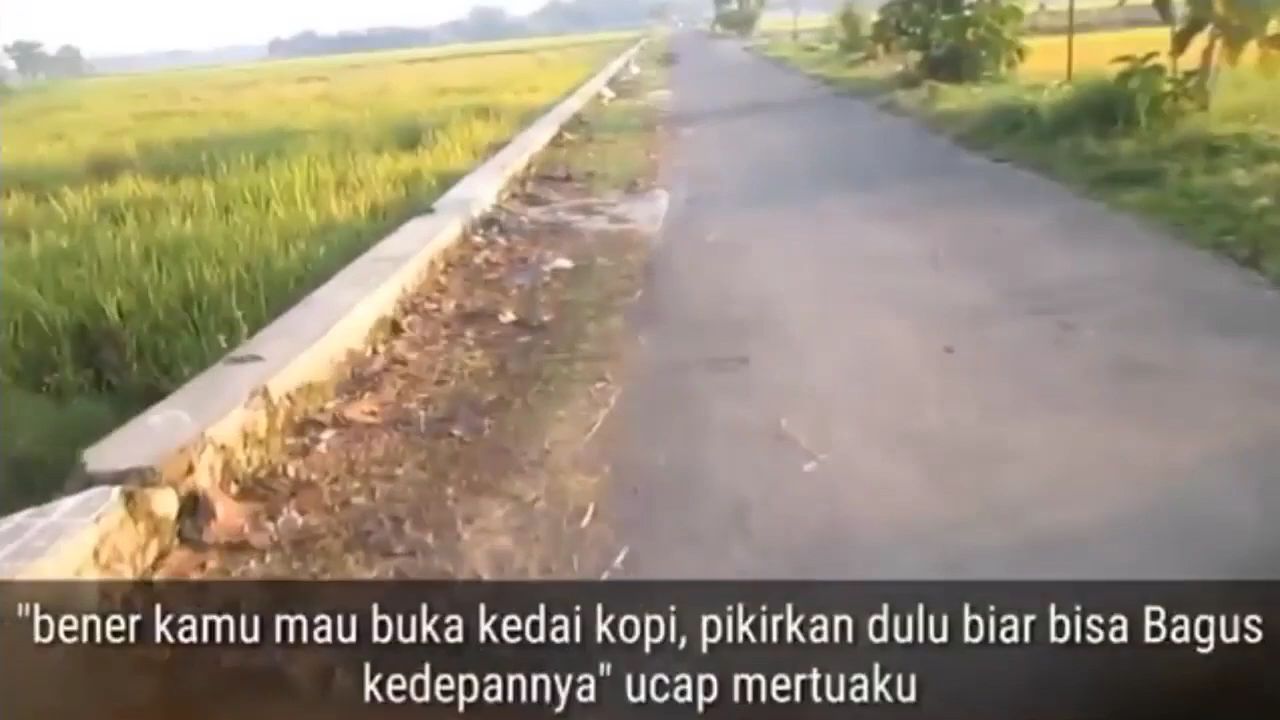 "bener kamu mau buka kedai kopi, pikirkan dulu biar bisa Bagus
kedepannya" ucap mertuaku